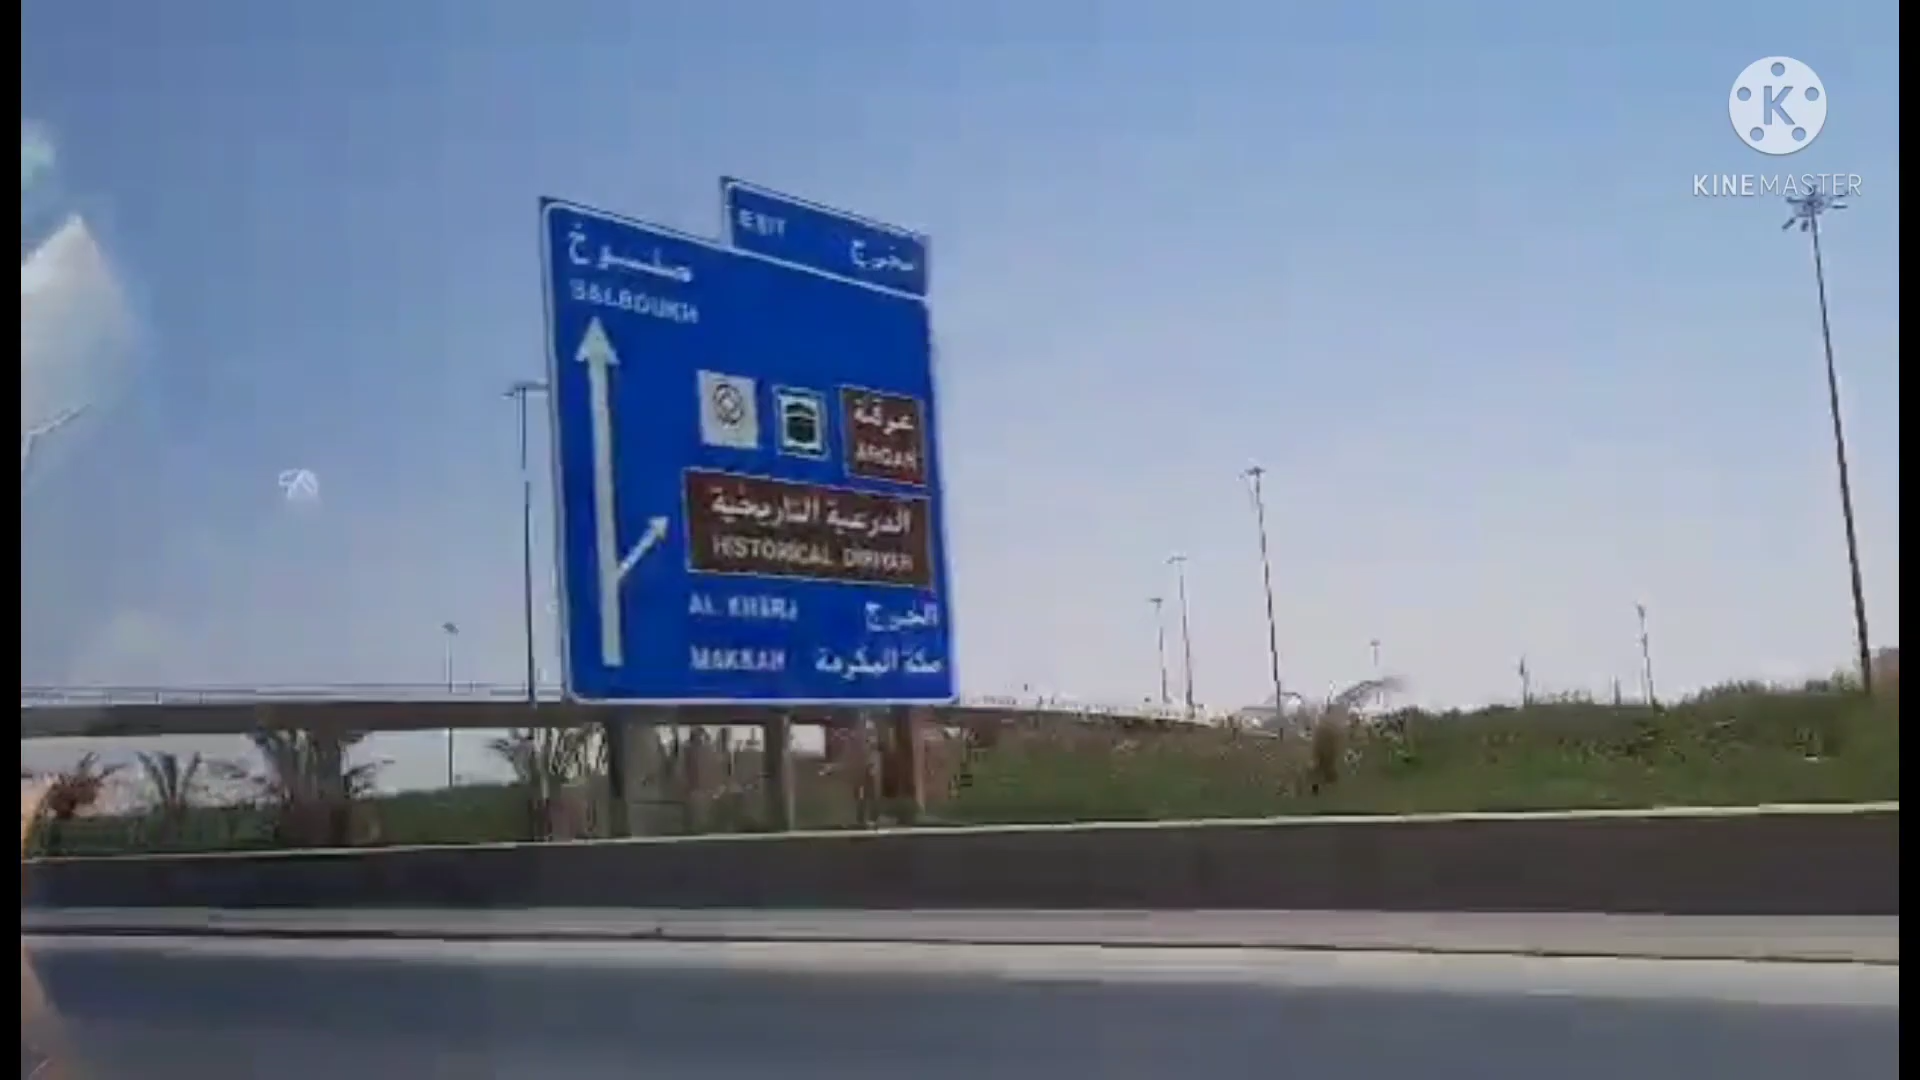 EXIT مخرج
صلبوخ
SALBOUKH
عرقة
ARQAH
الدرعية التاريخية
HISTORICAL DIRIYAH
AL KHARJ الخرج
MAKKAH مكة المكرمة
K
KINEMASTER